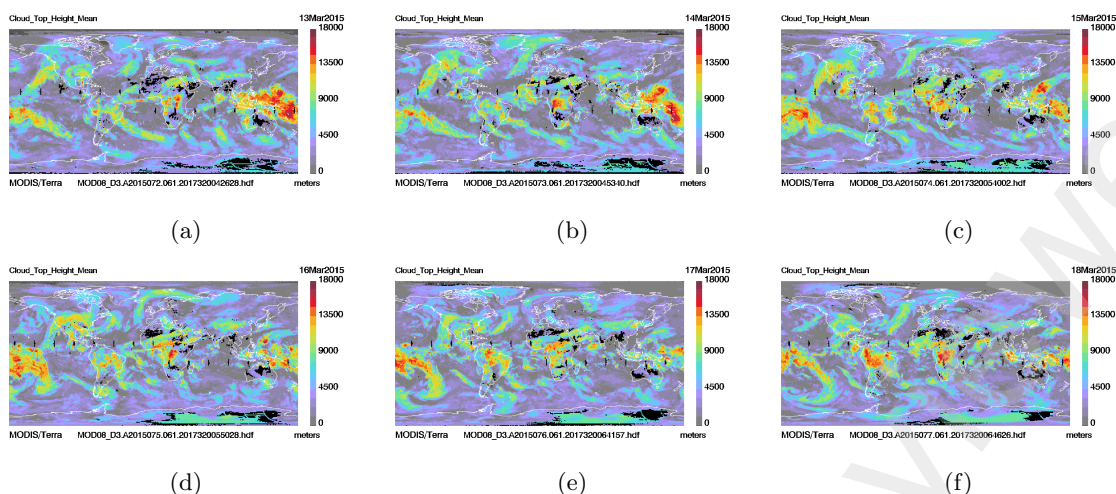 Cloud_Top_Height_Mean 13Mar2015
18000
13500
9000
4500
0
MODIS/Terra MOD08_D3.A2015072.061.2017320042628.hdf meters
(a)
Cloud_Top_Height_Mean 14Mar2015
18000
13500
9000
4500
0
MODIS/Terra MOD08_D3.A2015073.061.2017320045340.hdf meters
(b)
Cloud_Top_Height_Mean 15Mar2015
18000
13500
9000
4500
0
MODIS/Terra MOD08_D3.A2015074.061.2017320054002.hdf meters
(c)
Cloud_Top_Height_Mean 16Mar2015
18000
13500
9000
4500
0
MODIS/Terra MOD08_D3.A2015075.061.2017320055028.hdf meters
(d)
Cloud_Top_Height_Mean 17Mar2015
18000
13500
9000
4500
0
MODIS/Terra MOD08_D3.A2015076.061.2017320064157.hdf meters
(e)
Cloud_Top_Height_Mean 18Mar2015
18000
13500
9000
4500
0
MODIS/Terra MOD08_D3.A2015077.061.2017320064626.hdf meters
(f)